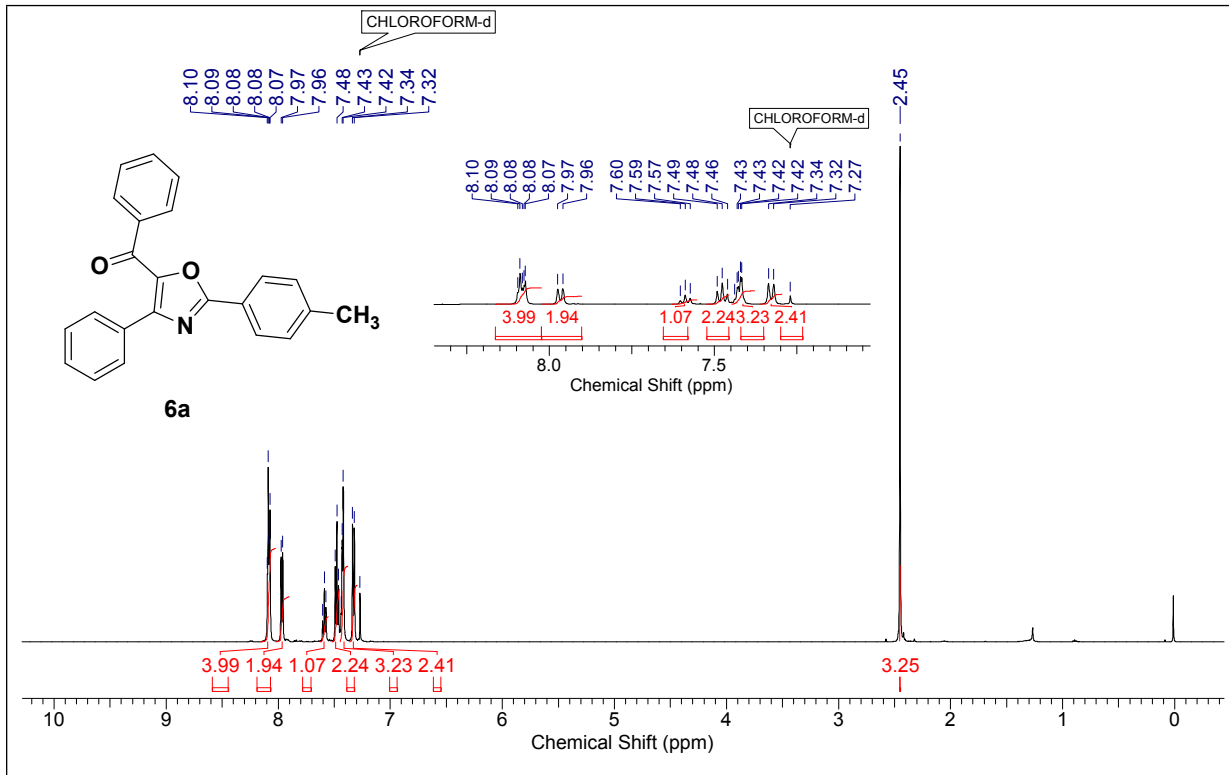 CHLOROFORM-d
8.10
8.09
8.08
8.08
8.07
7.97
7.96
7.48
7.43
7.42
7.34
7.32
2.45
CHLOROFORM-d
8.10
8.09
8.08
8.08
8.07
7.97
7.96
7.60
7.59
7.57
7.49
7.48
7.46
7.43
7.43
7.42
7.42
7.34
7.32
7.27
O
O
N
CH3
6a
3.99 1.94 1.07 2.24 3.23 2.41
8.0 7.5
Chemical Shift (ppm)
3.99 1.94 1.07 2.24 3.23 2.41 3.25
10 9 8 7 6 5 4 3 2 1 0
Chemical Shift (ppm)